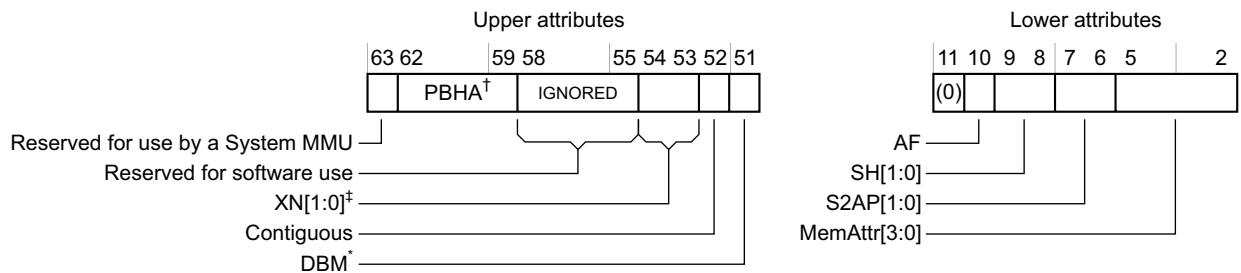 Upper attributes
Lower attributes
63 62 59 58 55 54 53 52 51
11 10 9 8 7 6 5 2
PBHA† IGNORED
(0)
Reserved for use by a System MMU
Reserved for software use
XN[1:0]‡
Contiguous
DBM*
AF
SH[1:0]
S2AP[1:0]
MemAttr[3:0]